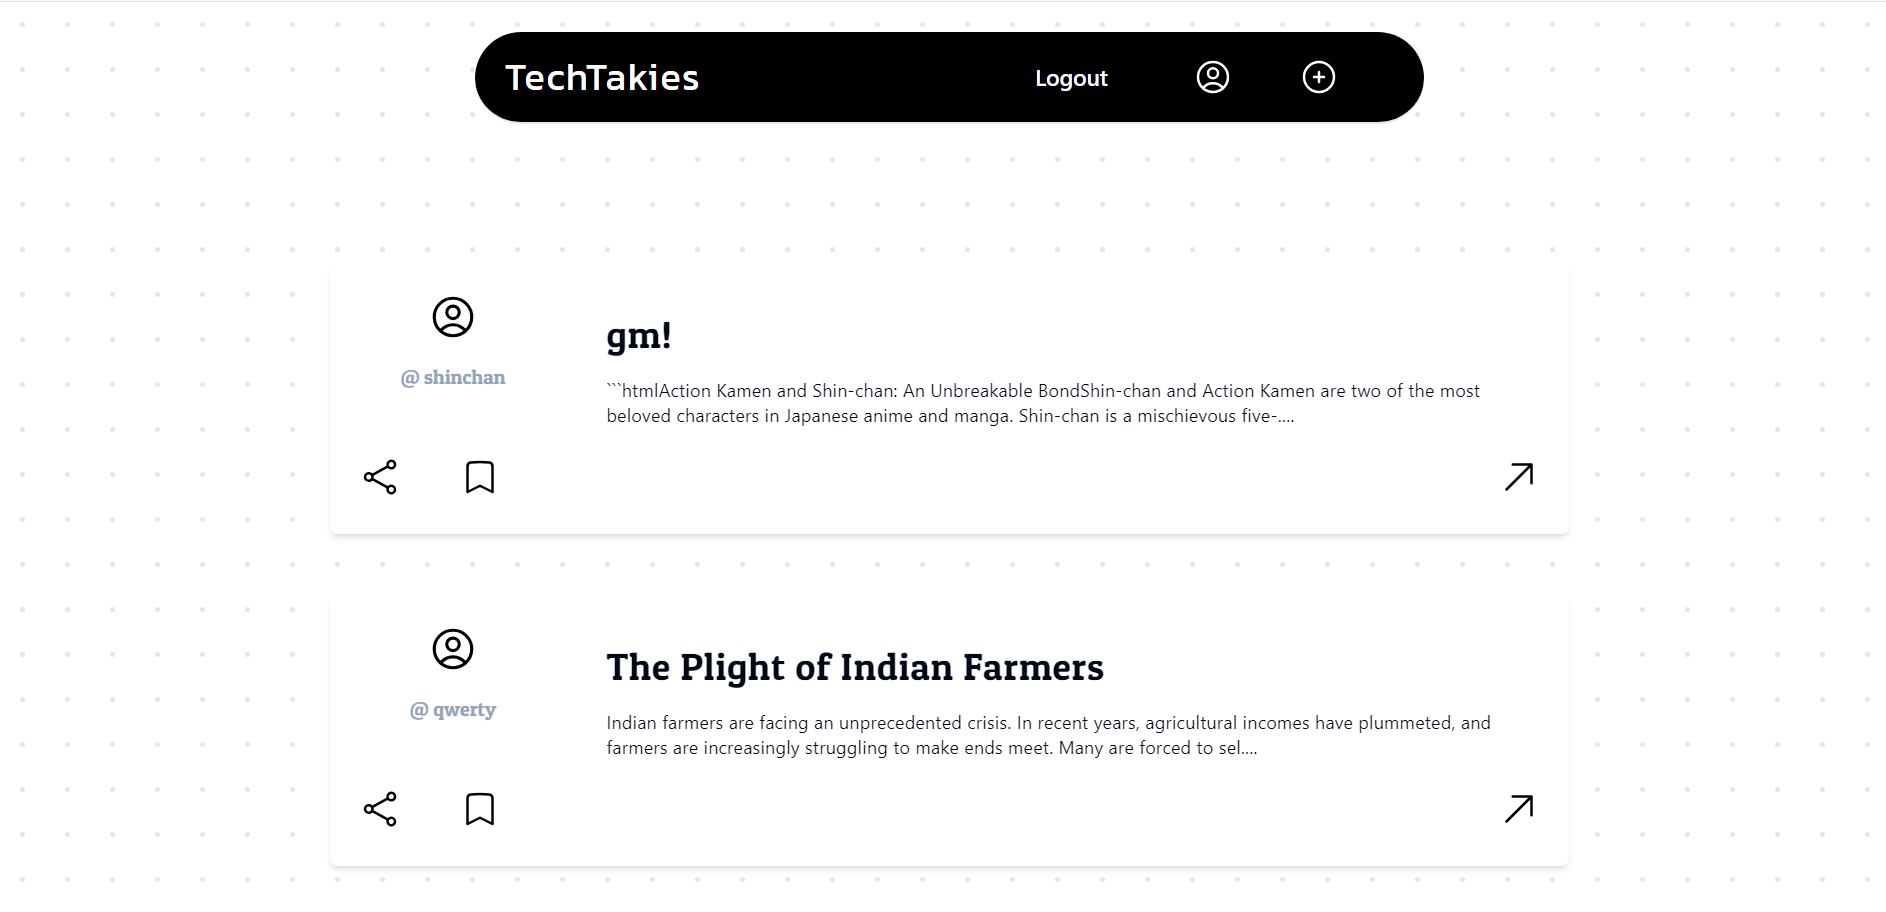 TechTakies
Logout
@ shinchan
gm!
```htmlAction Kamen and Shin-chan: An Unbreakable BondShin-chan and Action Kamen are two of the most
beloved characters in Japanese anime and manga. Shin-chan is a mischievous five-....
@ qwerty
The Plight of Indian Farmers
Indian farmers are facing an unprecedented crisis. In recent years, agricultural incomes have plummeted, and
farmers are increasingly struggling to make ends meet. Many are forced to sel....